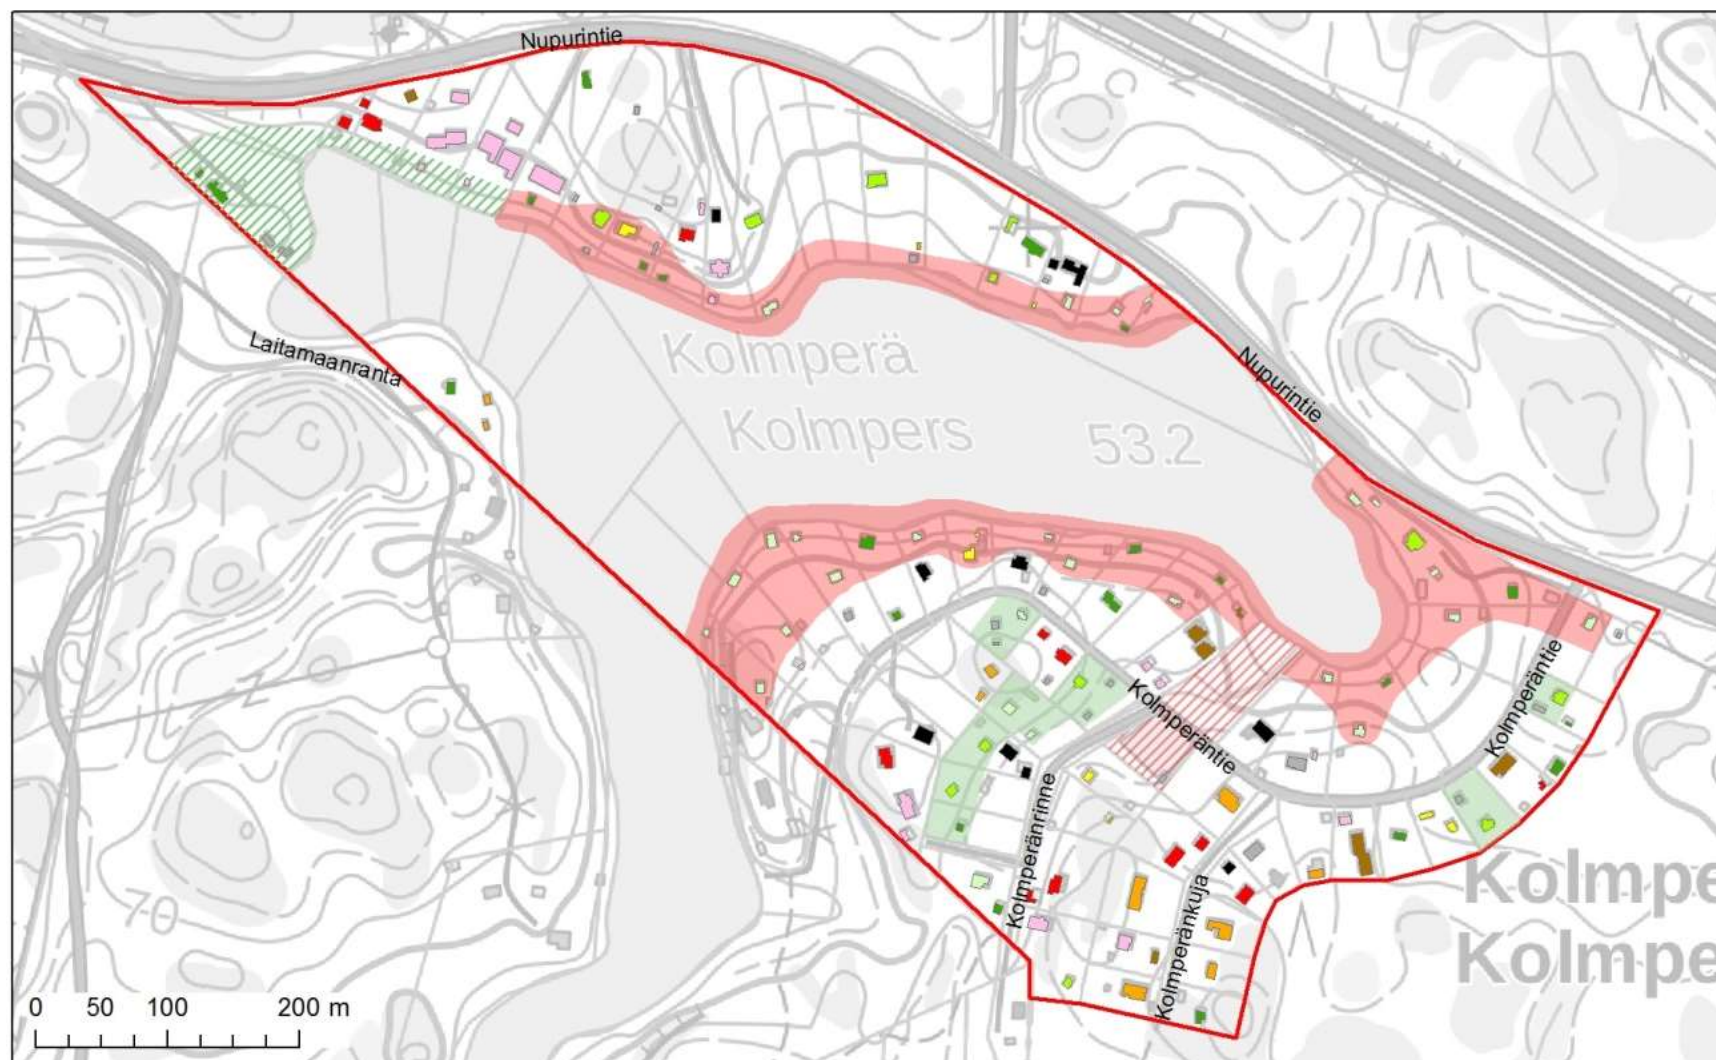 Nupurintie
Laitamaanranta
Kolmperä
Kolmpers
53.2
Nupurintie
Kolmperäntie
Kolmperäntie
Kolmperänrinne
Kolmperänkuja
Kolmpe
Kolmpe
70
0 50 100 200 m